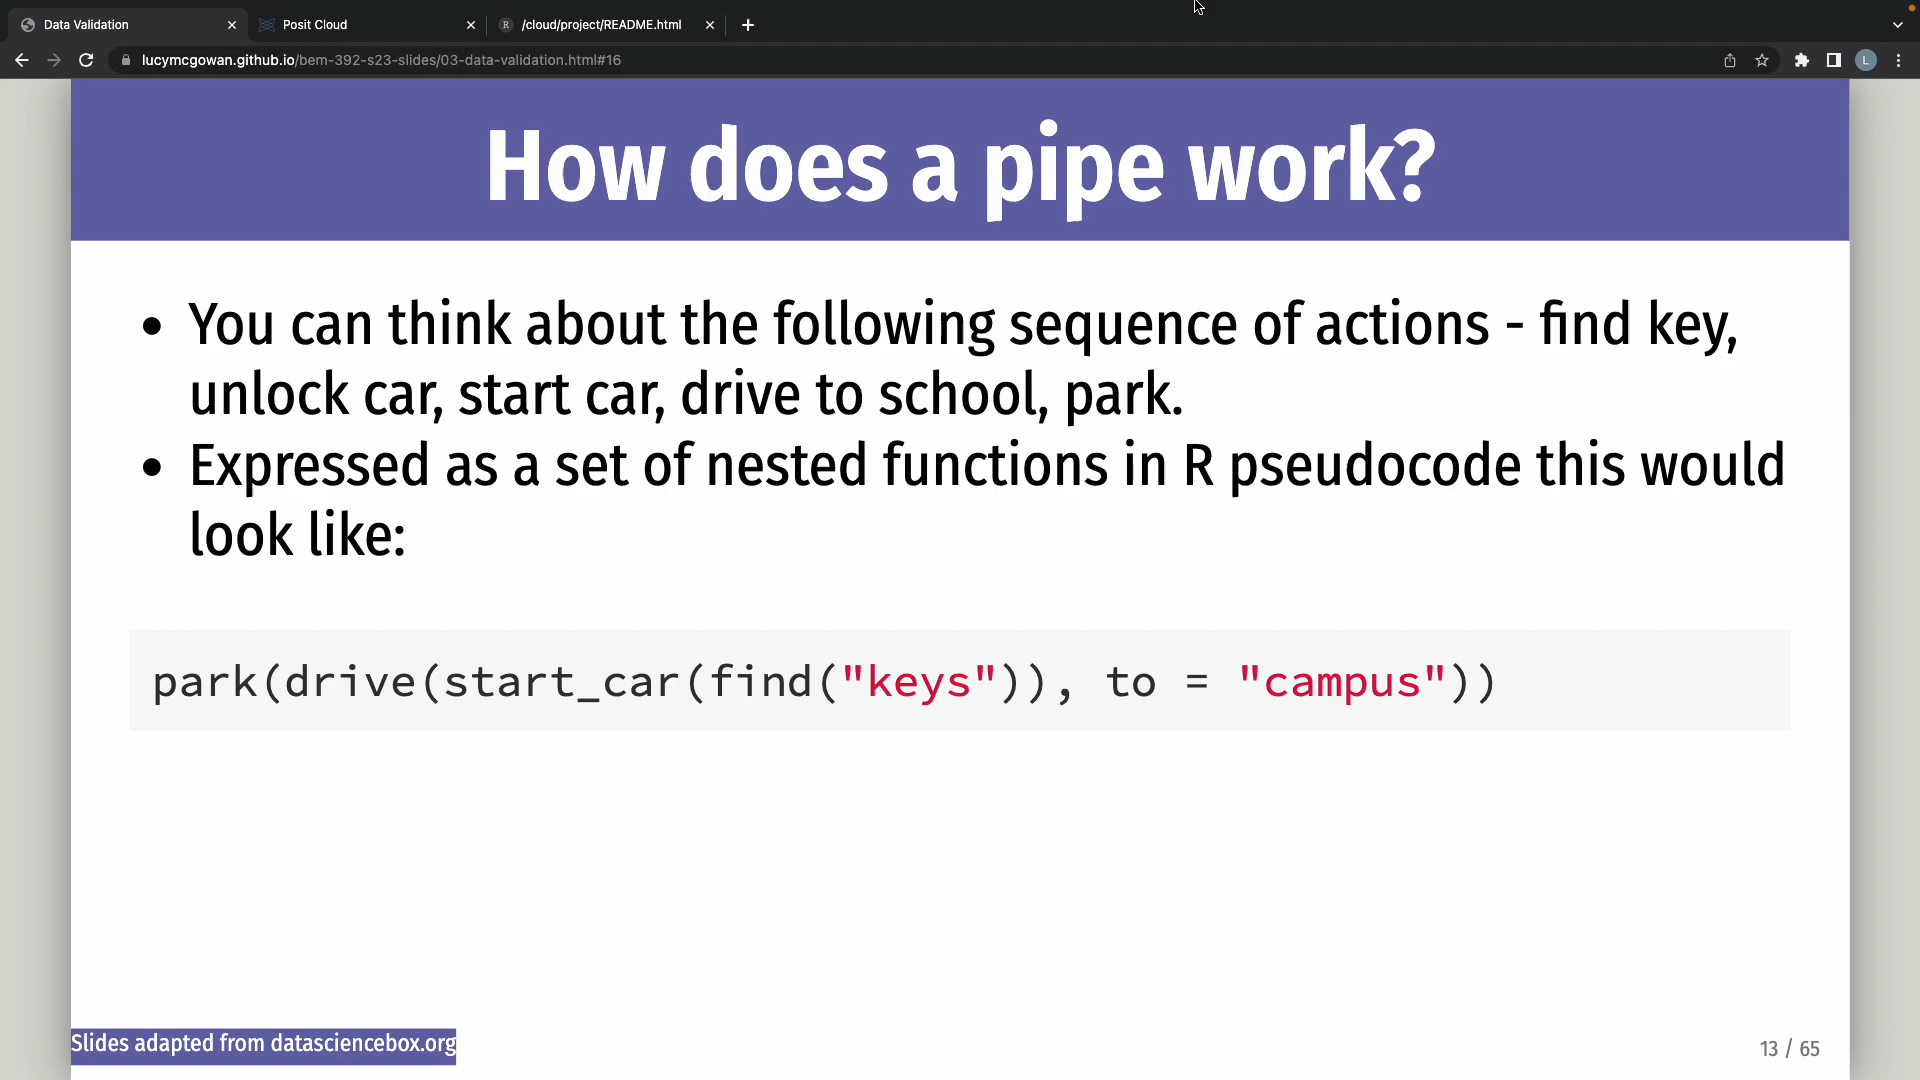 Data Validation
Posit Cloud
/cloud/project/README.html
lucymcgowan.github.io/bem-392-s23-slides/03-data-validation.html#16
L
How does a pipe work?
• You can think about the following sequence of actions - find key,
unlock car, start car, drive to school, park.
• Expressed as a set of nested functions in R pseudocode this would
look like:
park(drive(start_car(find("keys")), to = "campus"))
Slides adapted from datasciencebox.org
13 / 65